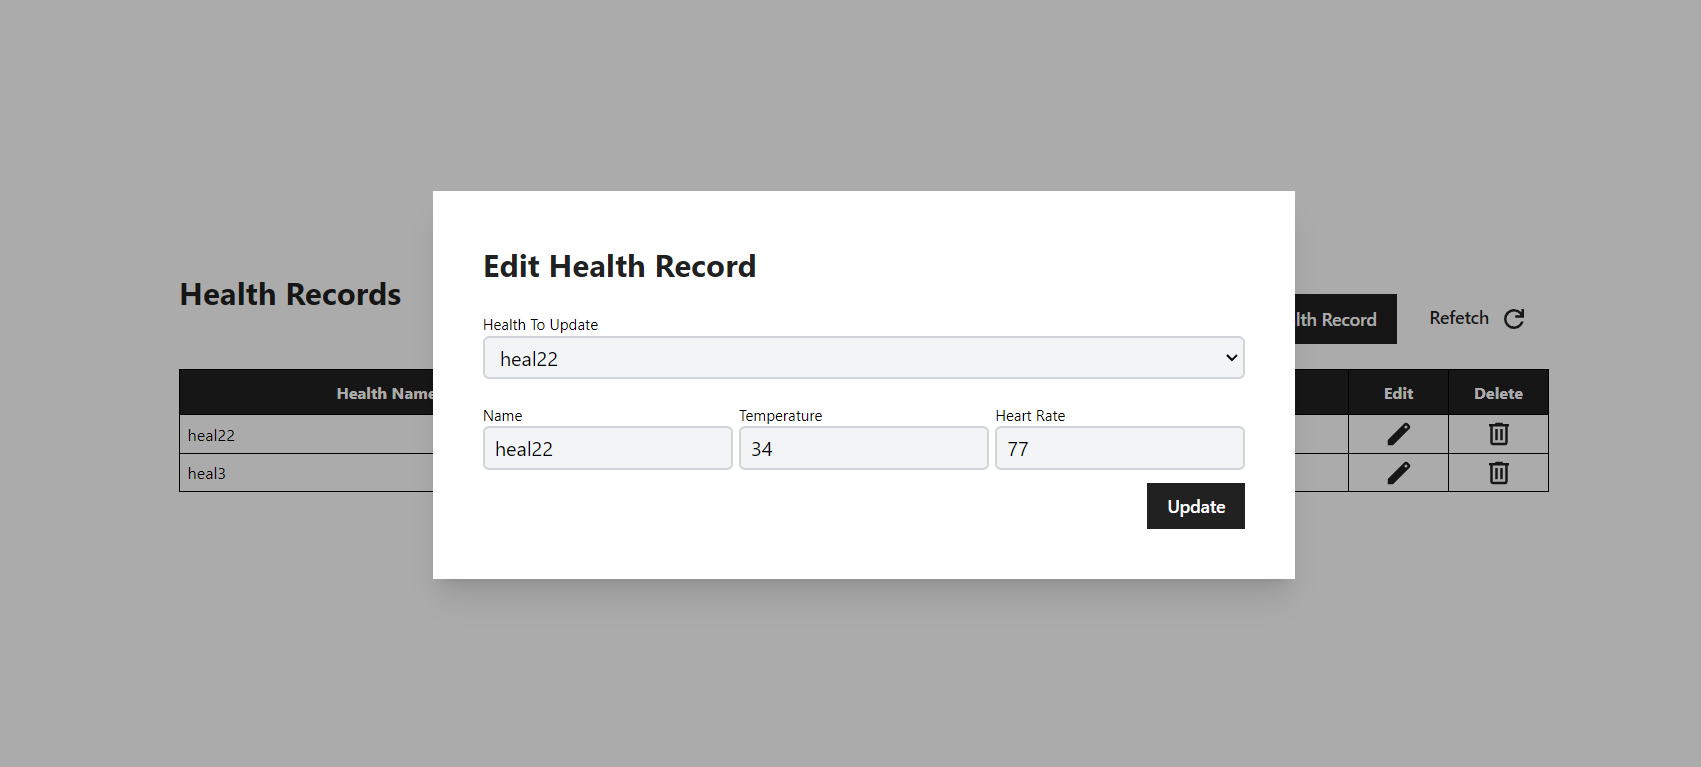 Edit Health Record
Health Records
Health To Update
heal22
lth Record
Refetch
Health Name
Edit
Delete
Name
Temperature
Heart Rate
heal22
heal22
34
77
heal3
Update